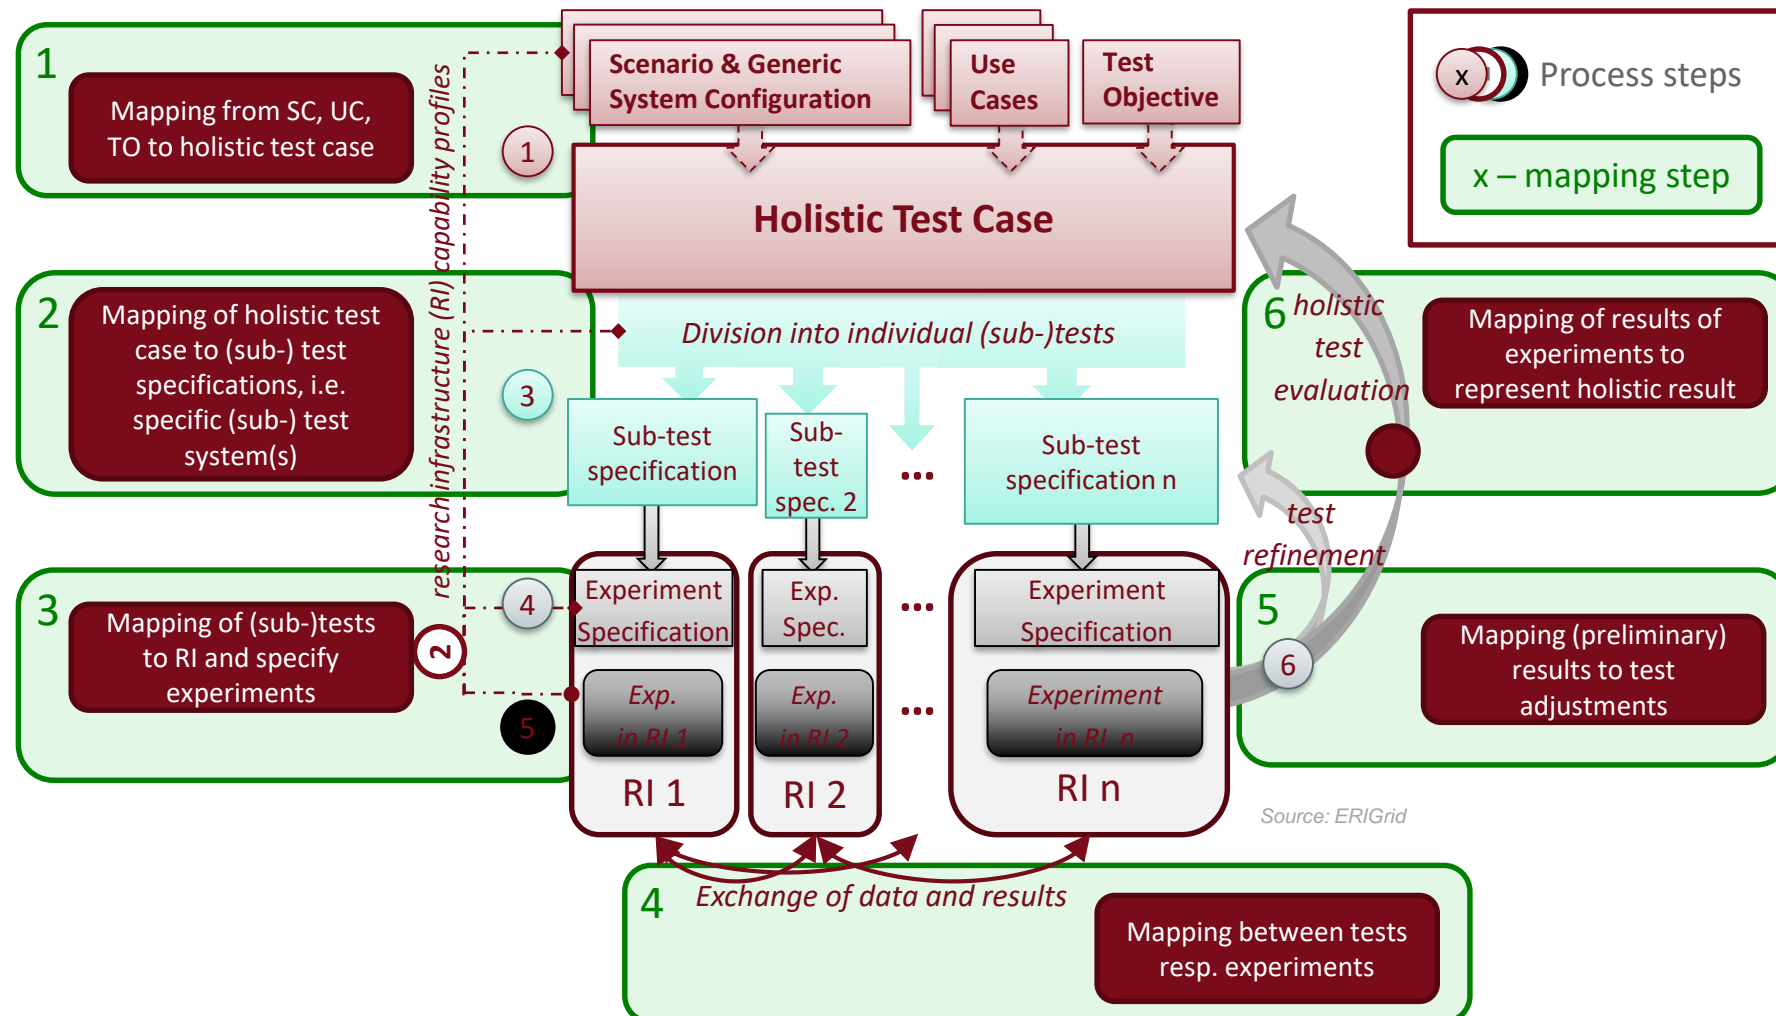 1
Mapping from SC, UC,
TO to holistic test case
1
research infrastructure (RI) capability profiles
Scenario & Generic
System Configuration
Use
Cases
Test
Objective
Holistic Test Case
x
Process steps
x – mapping step
2
Mapping of holistic test
case to (sub-) test
specifications, i.e.
specific (sub-) test
system(s)
3
Division into individual (sub-)tests
Sub-test
specification
Sub-
test
spec. 2
...
Sub-test
specification n
6
holistic
test
evaluation
Mapping of results of
experiments to
represent holistic result
test
refinement
3
Mapping of (sub-)tests
to RI and specify
experiments
2
4
5
Experiment
Specification
Exp.
Spec.
...
Experiment
Specification
Exp.
in RI 1
Exp.
in RI 2
...
Experiment
in RI n
RI 1
RI 2
RI n
6
5
Mapping (preliminary)
results to test
adjustments
Source: ERIGrid
4
Exchange of data and results
Mapping between tests
resp. experiments